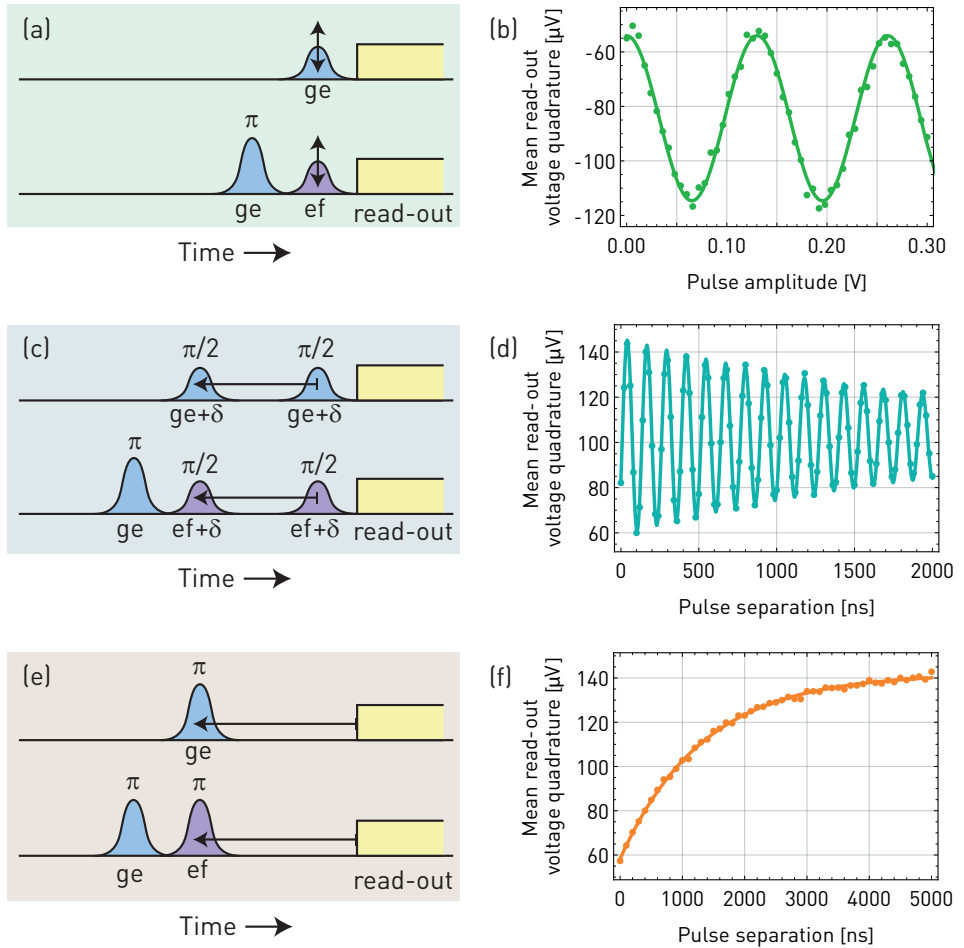 (a)
ge
π
ge
ef
read-out
Time
(b)
Mean read-out
voltage quadrature [μV]
-60
-80
-100
-120
0.00
0.10
0.20
0.30
Pulse amplitude [V]
(c)
π/2
π/2
ge+δ
ge+δ
π
π/2
π/2
ge
ef+δ
ef+δ
read-out
Time
(d)
Mean read-out
voltage quadrature [μV]
140
120
100
80
60
0
500
1000
1500
2000
Pulse separation [ns]
(e)
π
ge
π
π
ge
ef
read-out
Time
(f)
Mean read-out
voltage quadrature [μV]
140
120
100
80
60
0
1000
2000
3000
4000
5000
Pulse separation [ns]